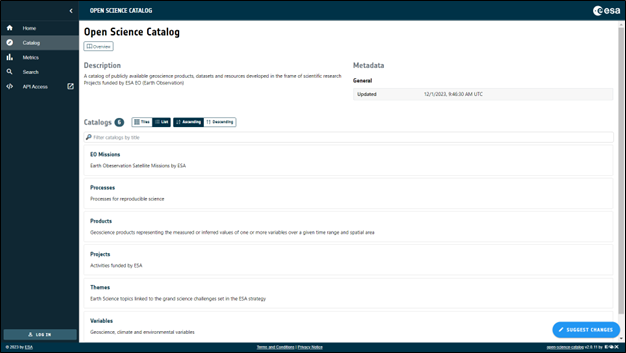 OPEN SCIENCE CATALOG
esa
Home
Catalog
Metrics
Search
API Access
LOG IN
© 2023 by ESA
Open Science Catalog
Overview
Description
A catalog of publicly available geoscience products, datasets and resources developed in the frame of scientific research
Projects funded by ESA EO (Earth Observation)
Metadata
General
Updated 12/1/2023, 9:46:30 AM UTC
Catalogs 6 Tiles List Ascending Descending
Filter catalogs by title
EO Missions
Earth Obeservation Satellite Missions by ESA
Processes
Processes for reproducible science
Products
Geoscience products representing the measured or inferred values of one or more variables over a given time range and spatial area
Projects
Activities funded by ESA
Themes
Earth Science topics linked to the grand science challenges set in the ESA strategy
Variables
Geoscience, climate and environmental variables
SUGGEST CHANGES
Terms and Conditions | Privacy Notice
open-science-catalog v2.0.11 by EOX